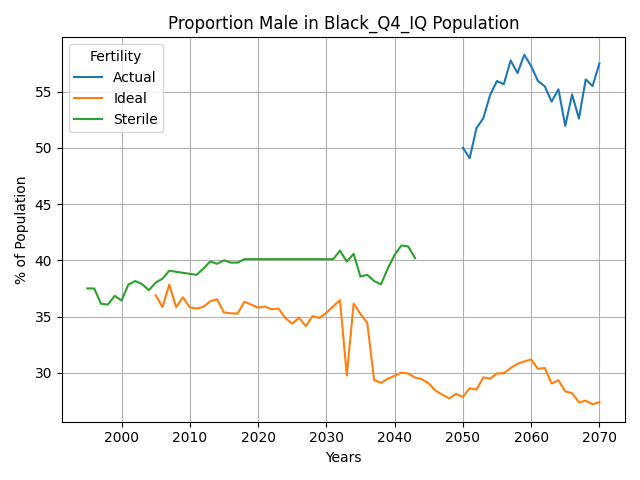 Proportion Male in Black_Q4_IQ Population
Fertility
Actual
Ideal
Sterile
% of Population
55
50
45
40
35
30
2000
2010
2020
2030
2040
2050
2060
2070
Years